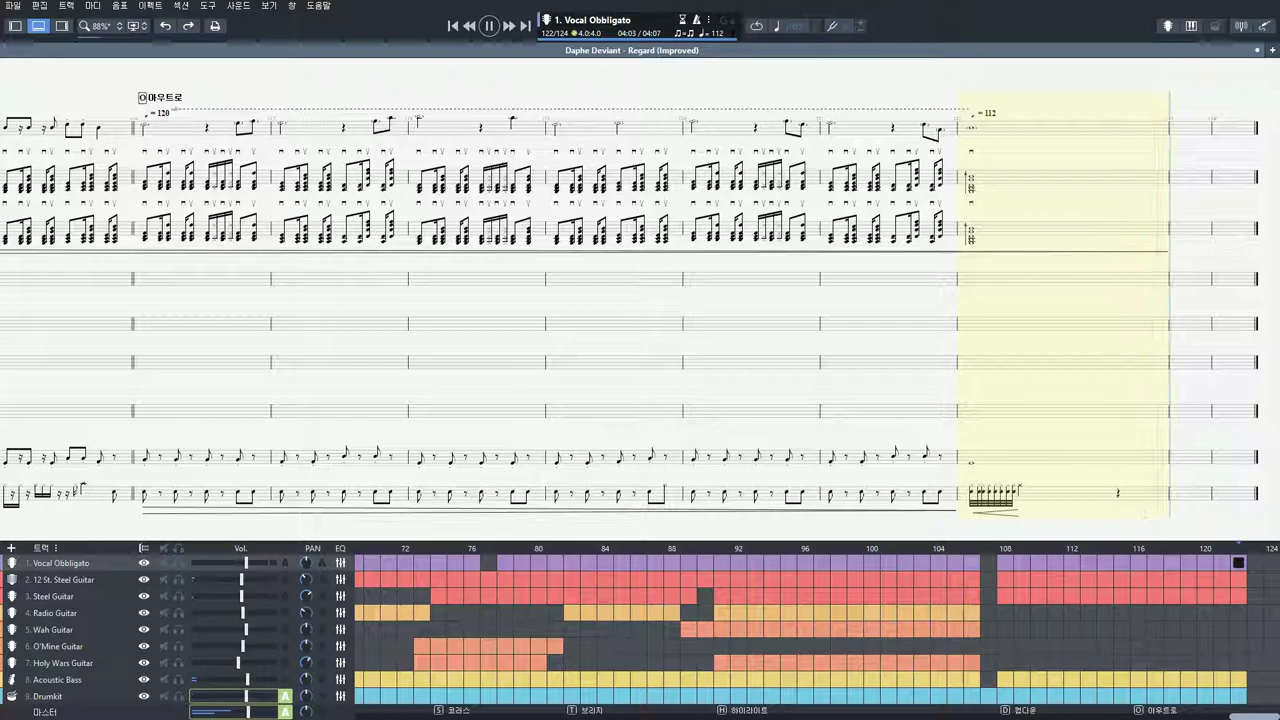 파일 편집 트랙 미디 음표 이펙트 섹션 도구 사운드 보기 창 도움말
88%
1. Vocal Obbligato
122/124 4.0:4.0 04:03 / 04:07 = 112
Daphe Deviant - Regard (Improved)
O 아우트로
= 120
= 112
트랙 Vol. PAN EQ 72 76 80 84 88 92 96 100 104 108 112 116 120 124
1. Vocal Obbligato
2. 12 St. Steel Guitar
3. Steel Guitar
4. Radio Guitar
5. Wah Guitar
6. O'Mine Guitar
7. Holy Wars Guitar
8. Acoustic Bass
9. Drumkit
마스터 S 코러스 T 브리지 H 하이라이트 D 컴다운 O 아우트로